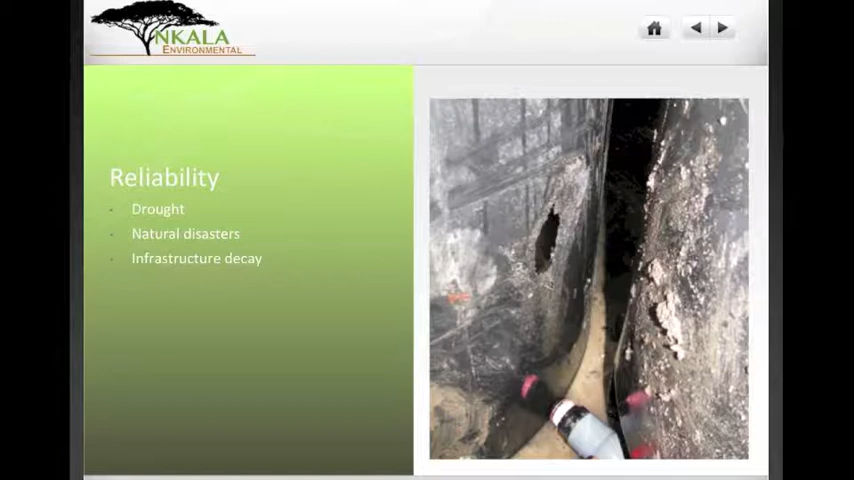 NKALA
ENVIRONMENTAL
Reliability
Drought
Natural disasters
Infrastructure decay